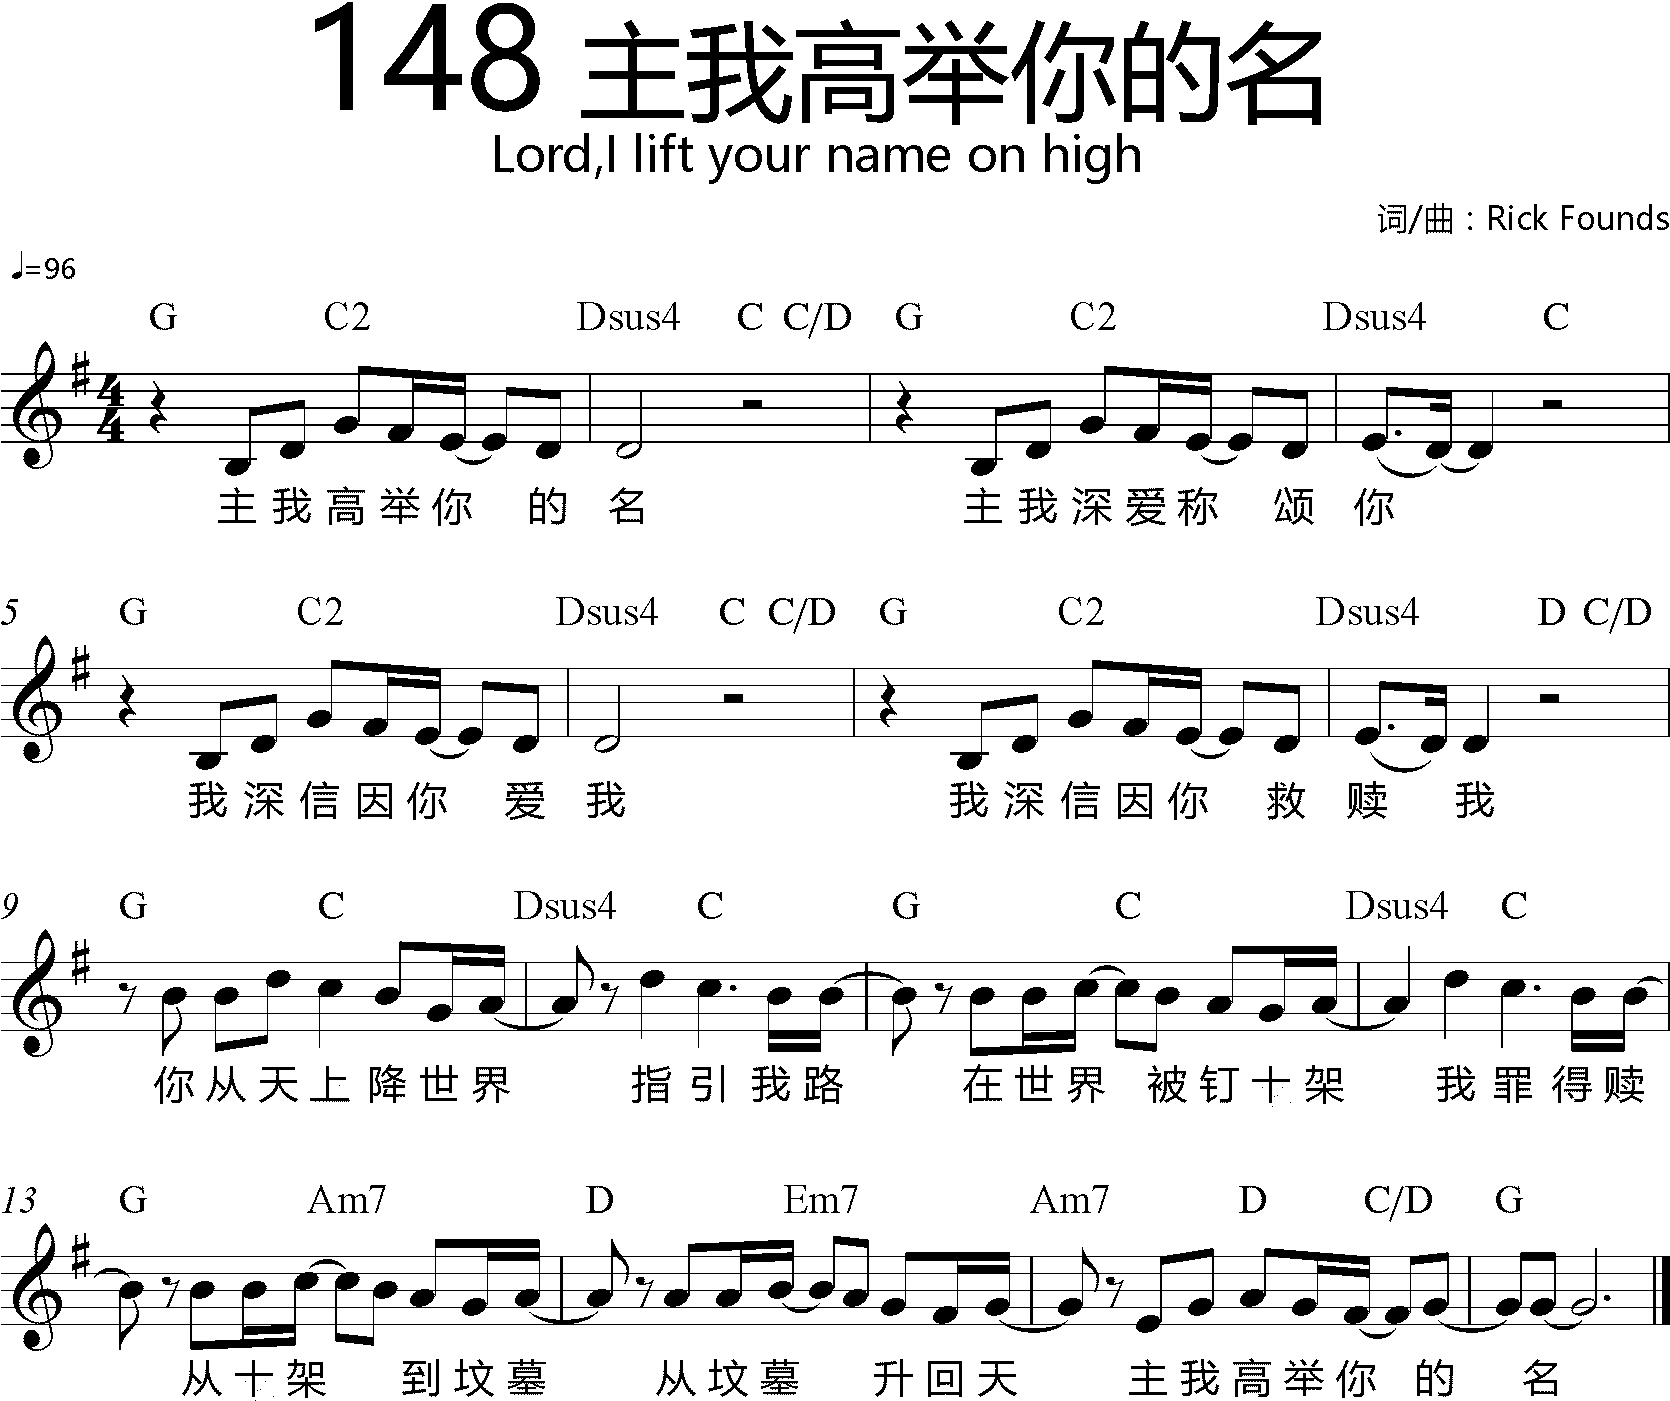 148 主我高举你的名
Lord,I lift your name on high
词/曲：Rick Founds
♩=96
G C2 Dsus4 C C/D G C2 Dsus4 C
4
4
主我高举你 的 名 主我深爱称 颂 你
5 G C2 Dsus4 C C/D G C2 Dsus4 D C/D
我深信因你 爱 我 我深信因你 救 赎 我
9 G C Dsus4 C G C Dsus4 C
你从天上降世界 指引我路 在世界 被钉十架 我罪得赎
13 G Am7 D Em7 Am7 D C/D G
从十架 到坟墓 从坟墓 升回天 主我高举你 的 名